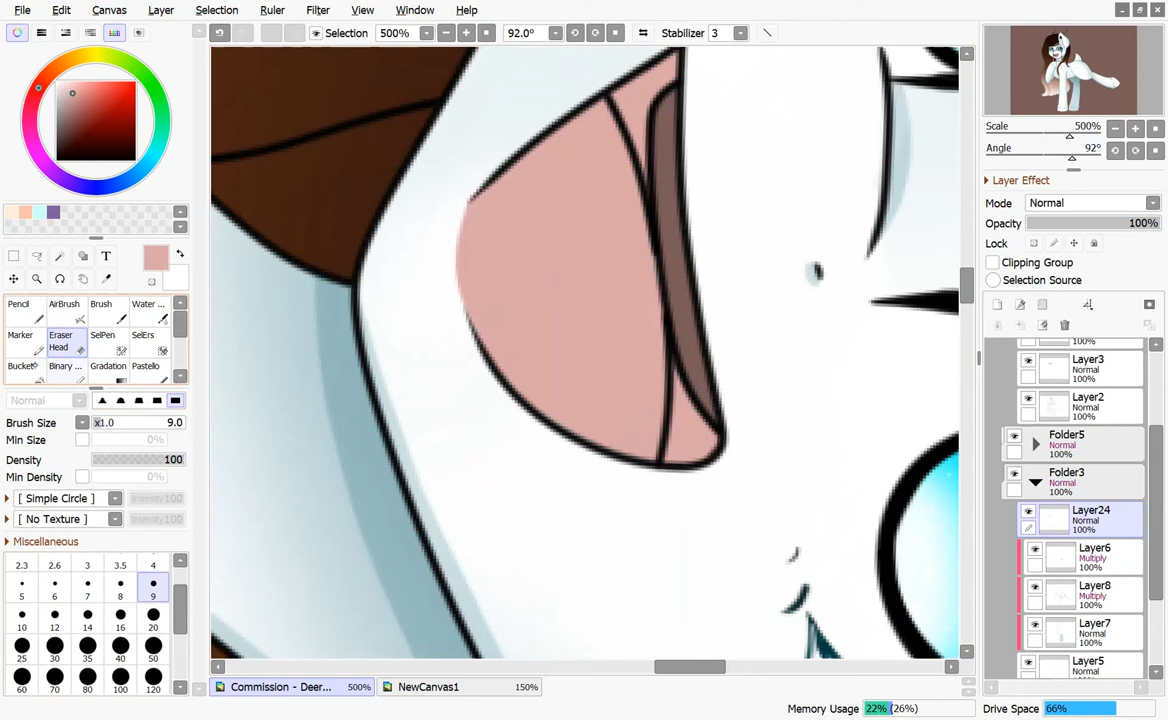 File Edit Canvas Layer Selection Ruler Filter View Window Help
Selection 500% 92.0° Stabilizer 3
Scale 500%
Angle 92°
Layer Effect
Mode Normal
Opacity 100%
Lock
Clipping Group
Selection Source
T
Pencil AirBrush Brush Water ...
Marker Eraser Head SelPen SelErs
Bucket Binary ... Gradation Pastello
Normal
Brush Size x1.0 9.0
Min Size 0%
Density 100
Min Density 0%
[ Simple Circle ] Intensity 100
[ No Texture ] Intensity 100
Miscellaneous
2.3 2.6 3 3.5 4
5 6 7 8 9
10 12 14 16 20
25 30 35 40 50
60 70 80 100 120
100%
Layer3
Normal
100%
Layer2
Normal
100%
Folder5
Normal
100%
Folder3
Normal
100%
Layer24
Normal
100%
Layer6
Multiply
100%
Layer8
Multiply
100%
Layer7
Normal
100%
Layer5
Normal
Commission - Deer... 500% NewCanvas1 150%
Memory Usage 22% (26%) Drive Space 66%